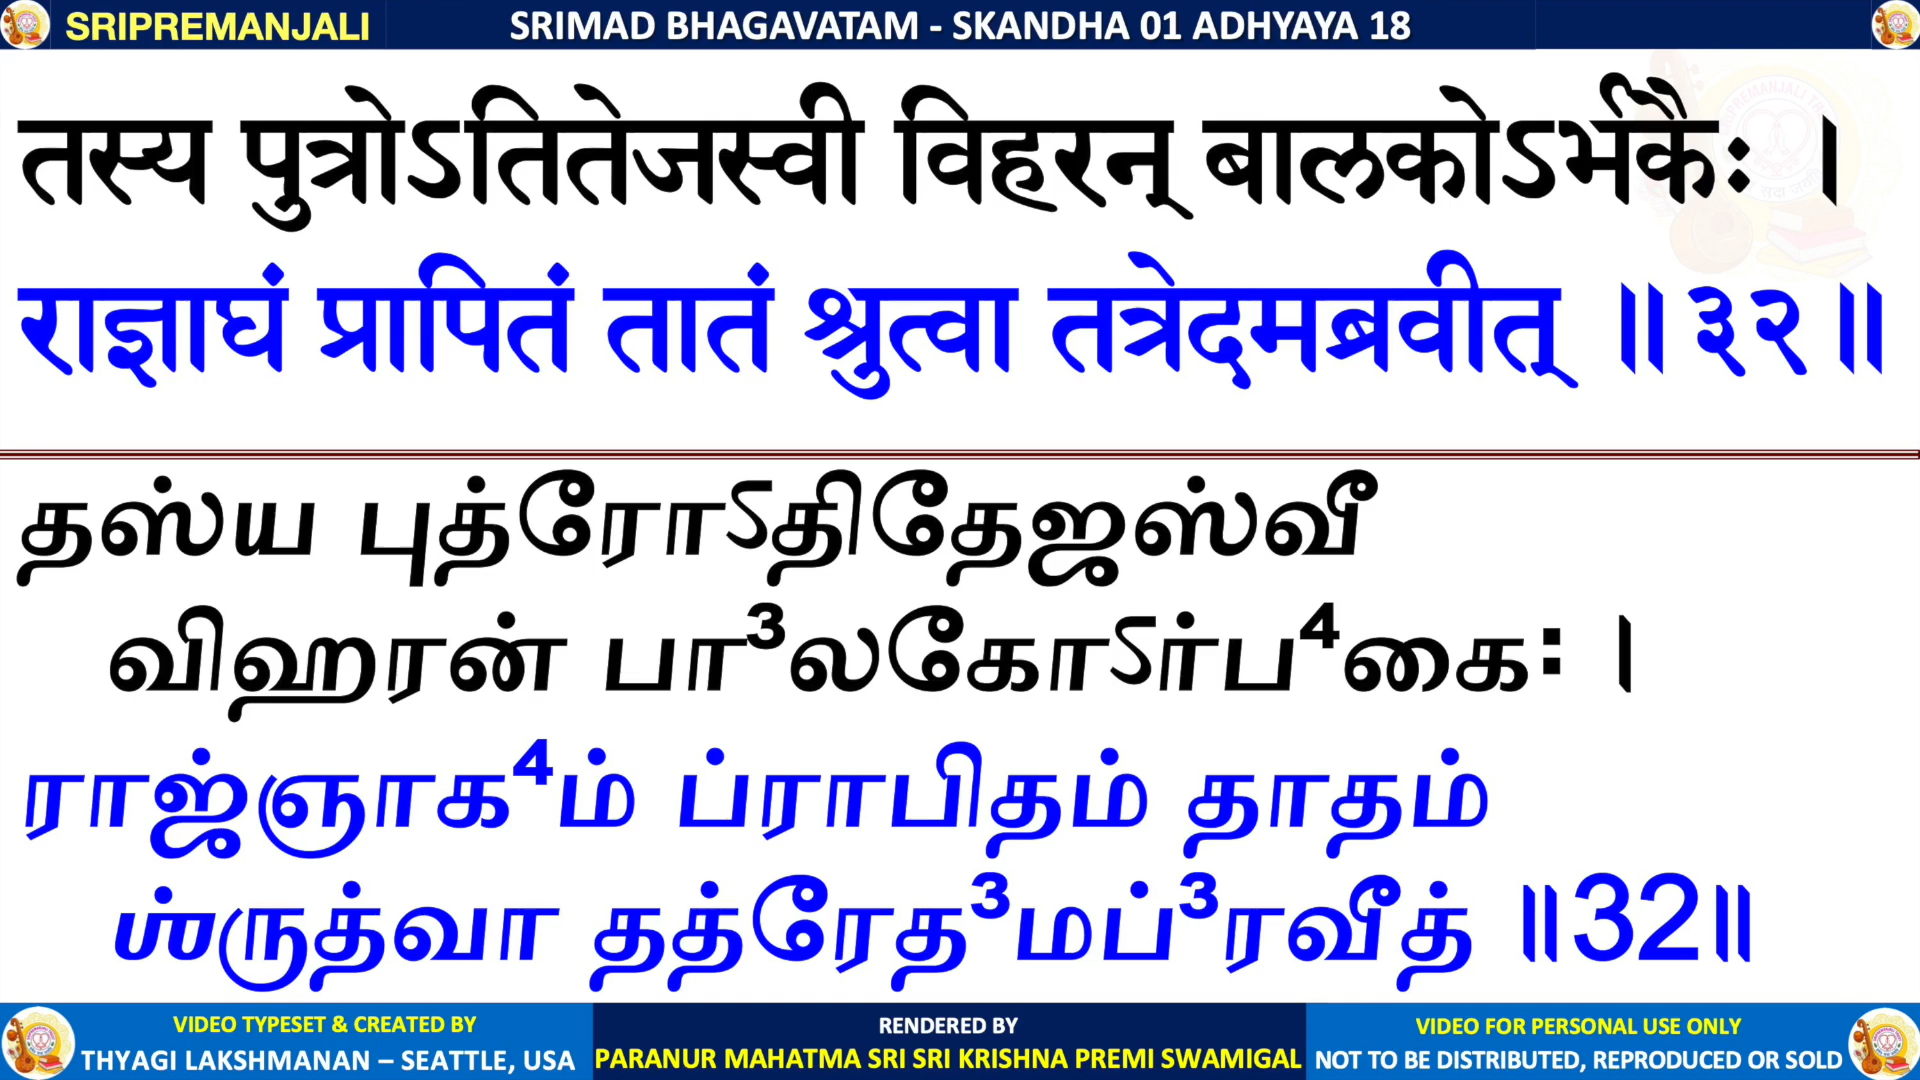 SRIPREMANJALI
SRIMAD BHAGAVATAM - SKANDHA 01 ADHYAYA 18
तस्य पुत्रोऽतितेजस्वी विहरन् बालकोऽर्भकैः ।
राज्ञाघं प्रापितं तातं श्रुत्वा तत्रेदमब्रवीत् ॥३२॥
தஸ்ய புத்ரோऽதிதேஜஸ்வீ
விஹரன் பா³லகோऽர்ப⁴கை: ।
ராஜ்ஞாக⁴ம் ப்ராபிதம் தாதம்
ஶ்ருத்வா தத்ரேத³மப்³ரவீத் ॥32॥
VIDEO TYPESET & CREATED BY
THYAGI LAKSHMANAN – SEATTLE, USA
RENDERED BY
PARANUR MAHATMA SRI SRI KRISHNA PREMI SWAMIGAL
VIDEO FOR PERSONAL USE ONLY
NOT TO BE DISTRIBUTED, REPRODUCED OR SOLD